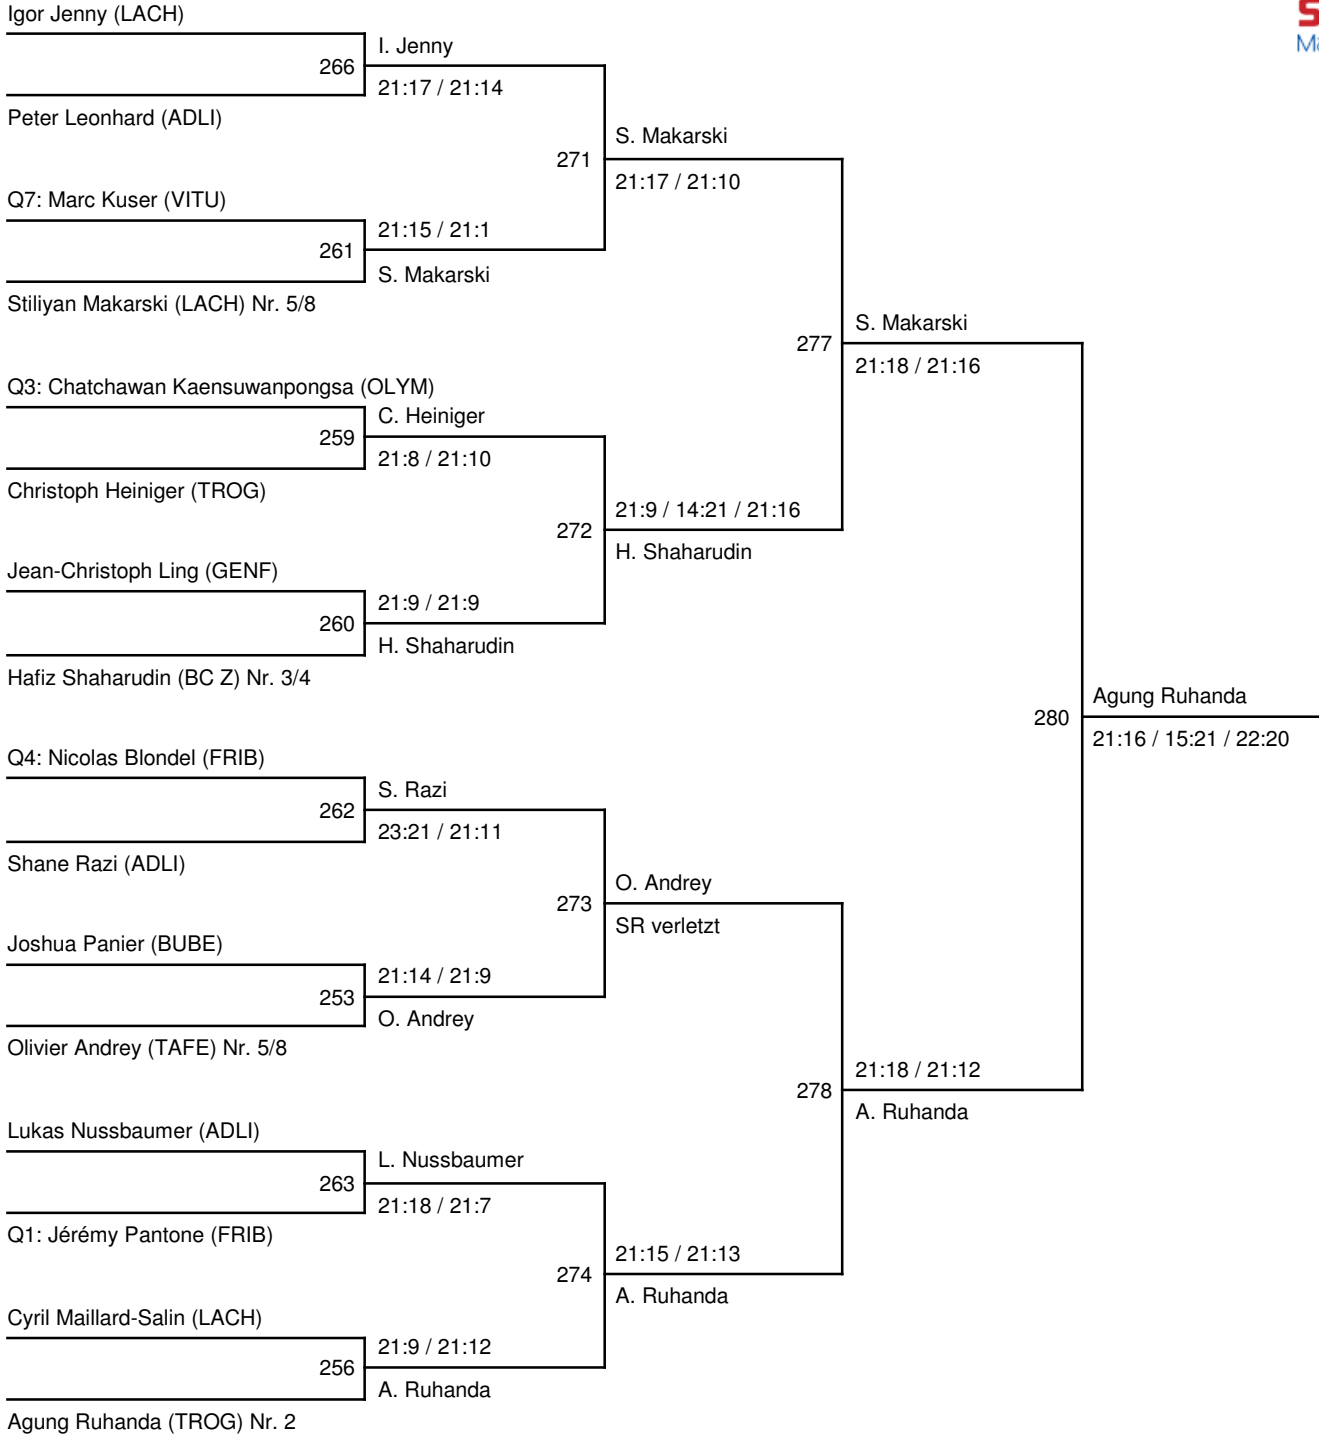 Igor Jenny (LACH)
I. Jenny
266
21:17 / 21:14
Peter Leonhard (ADLI)
S. Makarski
271
21:17 / 21:10
Q7: Marc Kuser (VITU)
21:15 / 21:1
261
S. Makarski
Stiliyan Makarski (LACH) Nr. 5/8
S. Makarski
277
21:18 / 21:16
Q3: Chatchawan Kaensuwanpongsa (OLYM)
C. Heiniger
259
21:8 / 21:10
Christoph Heiniger (TROG)
21:9 / 14:21 / 21:16
272
H. Shaharudin
Jean-Christoph Ling (GENF)
21:9 / 21:9
260
H. Shaharudin
Hafiz Shaharudin (BC Z) Nr. 3/4
Agung Ruhanda
280
21:16 / 15:21 / 22:20
Q4: Nicolas Blondel (FRIB)
S. Razi
262
23:21 / 21:11
Shane Razi (ADLI)
O. Andrey
273
SR verletzt
Joshua Panier (BUBE)
21:14 / 21:9
253
O. Andrey
Olivier Andrey (TAFE) Nr. 5/8
21:18 / 21:12
278
A. Ruhanda
Lukas Nussbaumer (ADLI)
L. Nussbaumer
263
21:18 / 21:7
Q1: Jérémy Pantone (FRIB)
21:15 / 21:13
274
A. Ruhanda
Cyril Maillard-Salin (LACH)
21:9 / 21:12
256
A. Ruhanda
Agung Ruhanda (TROG) Nr. 2